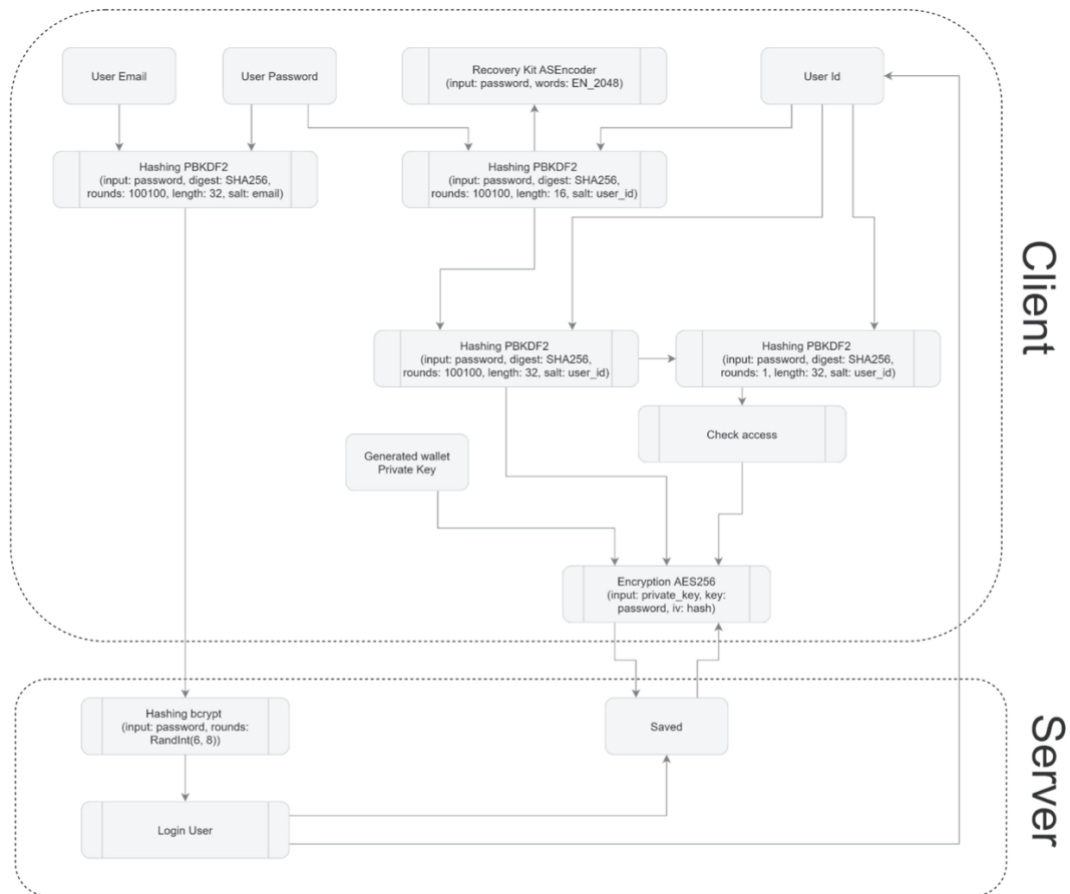 User Email
User Password
Recovery Kit ASEncoder
(input: password, words: EN_2048)
User Id
Hashing PBKDF2
(input: password, digest: SHA256,
rounds: 100100, length: 32, salt: email)
Hashing PBKDF2
(input: password, digest: SHA256,
rounds: 100100, length: 16, salt: user_id)
Client
Hashing PBKDF2
(input: password, digest: SHA256,
rounds: 100100, length: 32, salt: user_id)
Hashing PBKDF2
(input: password, digest: SHA256,
rounds: 1, length: 32, salt: user_id)
Check access
Generated wallet
Private Key
Encryption AES256
(input: private_key, key:
password, iv: hash)
Hashing bcrypt
(input: password, rounds:
RandInt(6, 8))
Saved
Server
Login User